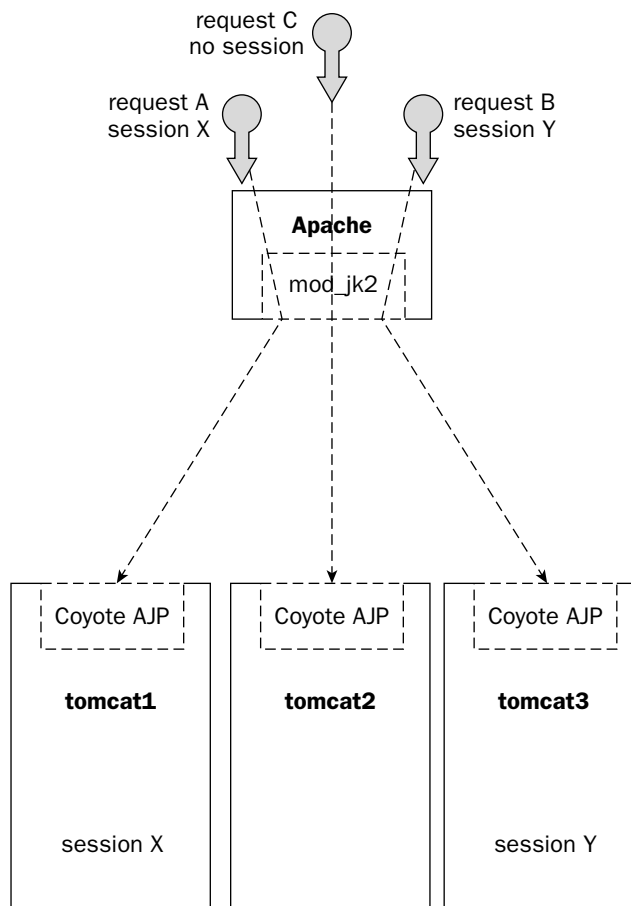 request C
no session
request A
session X
request B
session Y
Apache
mod_jk2
Coyote AJP
Coyote AJP
Coyote AJP
tomcat1
tomcat2
tomcat3
session X
session Y